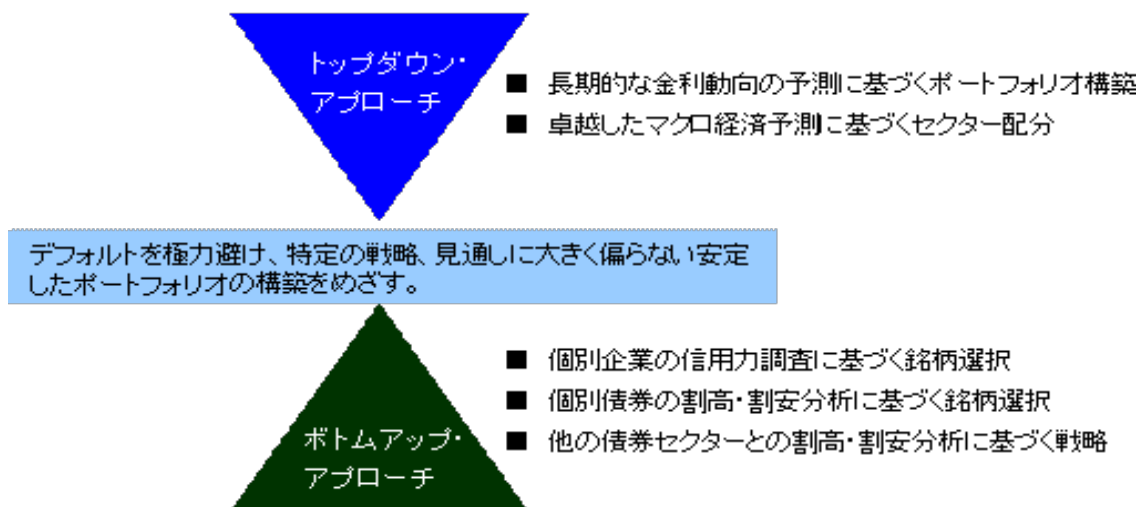 トップダウン・
アプローチ
■ 長期的な金利動向の予測に基づくポートフォリオ構築
■ 卓越したマクロ経済予測に基づくセクター配分
デフォルトを極力避け、特定の戦略、見通しに大きく偏らない安定
したポートフォリオの構築をめざす。
■ 個別企業の信用力調査に基づく銘柄選択
■ 個別債券の割高・割安分析に基づく銘柄選択
■ 他の債券セクターとの割高・割安分析に基づく戦略
ボトムアップ・
アプローチ